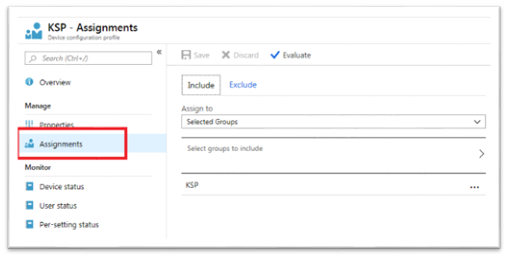 KSP - Assignments
Device configuration profile
Search (Ctrl+/)
«
Overview
Manage
Properties
Assignments
Monitor
Device status
User status
Per-setting status
Save Discard Evaluate
Include Exclude
Assign to
Selected Groups
Select groups to include
KSP ...